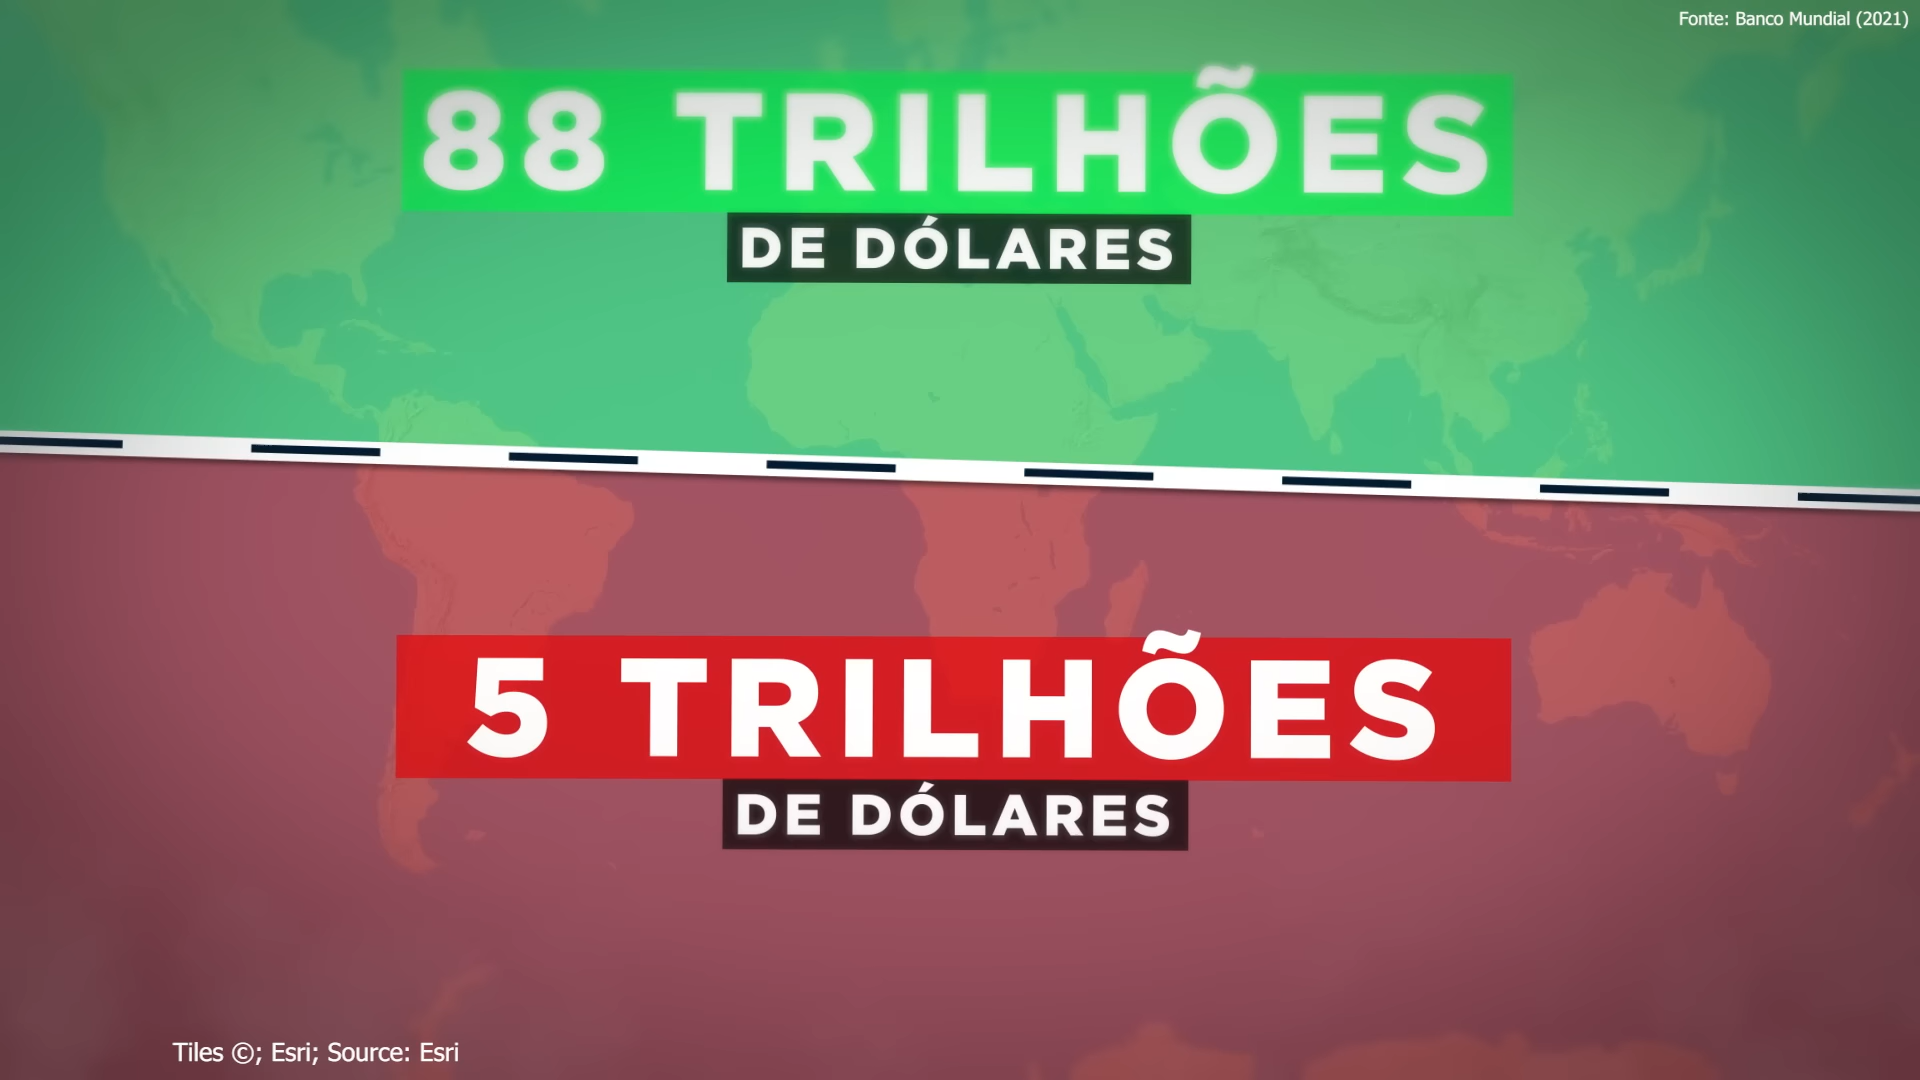 Fonte: Banco Mundial (2021)
88 TRILHÕES
DE DÓLARES
5 TRILHÕES
DE DÓLARES
Tiles ©; Esri; Source: Esri